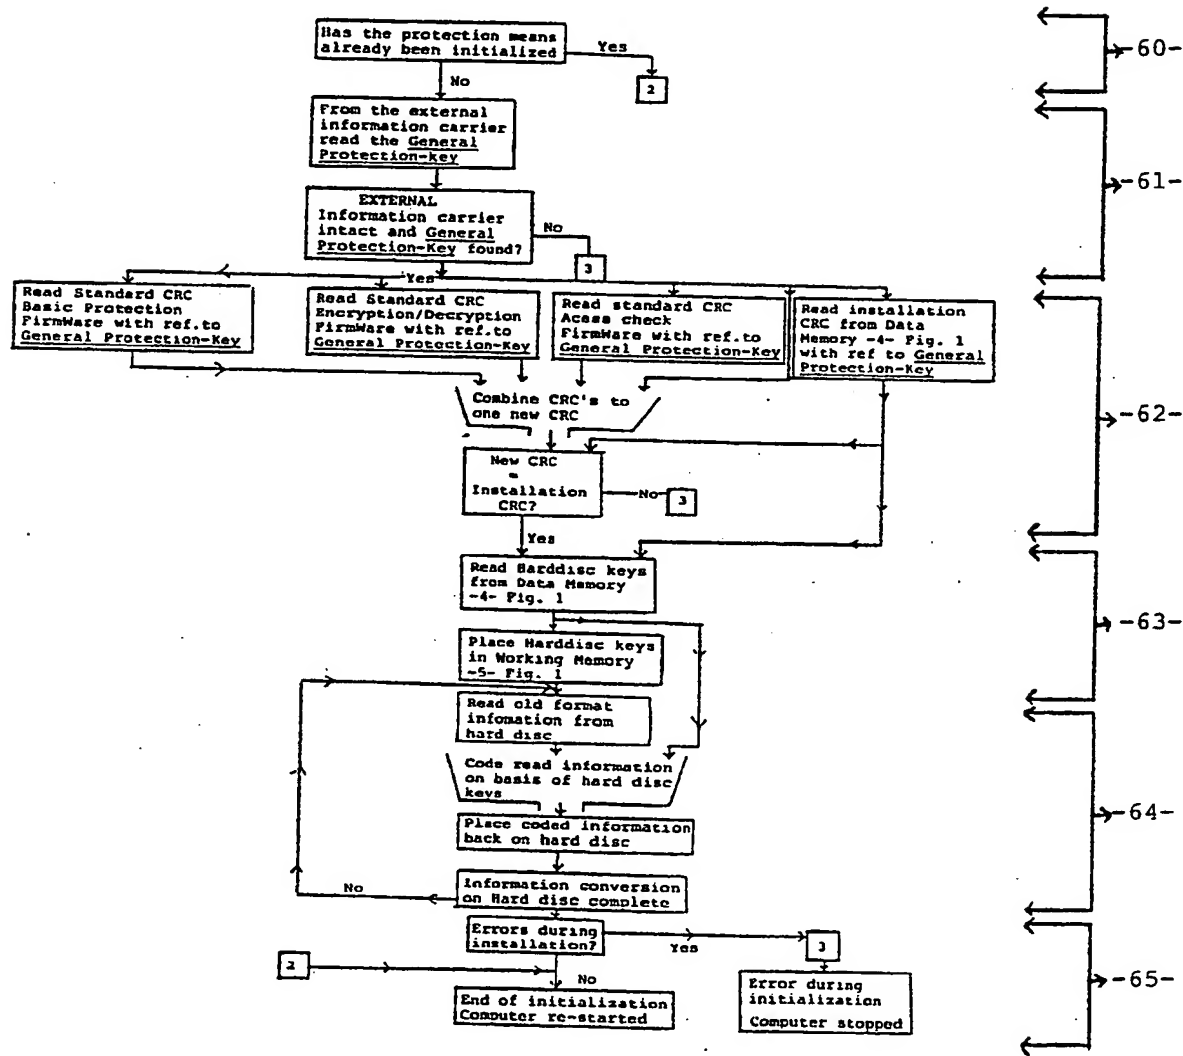 Has the protection means
already been initialized
Yes
2
-60-
No
From the external
information carrier
read the General
Protection-key
-61-
EXTERNAL
Information carrier
intact and General
Protection-Key found?
No
3
Yes
Read Standard CRC
Basic Protection
FirmWare with ref.to
General Protection-Key
Read Standard CRC
Encryption/Decryption
FirmWare with ref.to
General Protection-Key
Read standard CRC
Acess check
FirmWare with ref.to
General Protection-Key
Read installation
CRC from Data
Memory -4- Fig. 1
with ref to General
Protection-Key
Combine CRC's to
one new CRC
-62-
New CRC
=
Installation
CRC?
No
3
Yes
Read Harddisc keys
from Data Memory
-4- Fig. 1
-63-
Place Harddisc keys
in Working Memory
-5- Fig. 1
Read old format
infomation from
hard disc
Code read information
on basis of hard disc
keys
-64-
Place coded information
back on hard disc
No
Information conversion
on Hard disc complete
Errors during
installation?
Yes
3
2
No
-65-
End of initialization
Computer re-started
Error during
initialization
Computer stopped